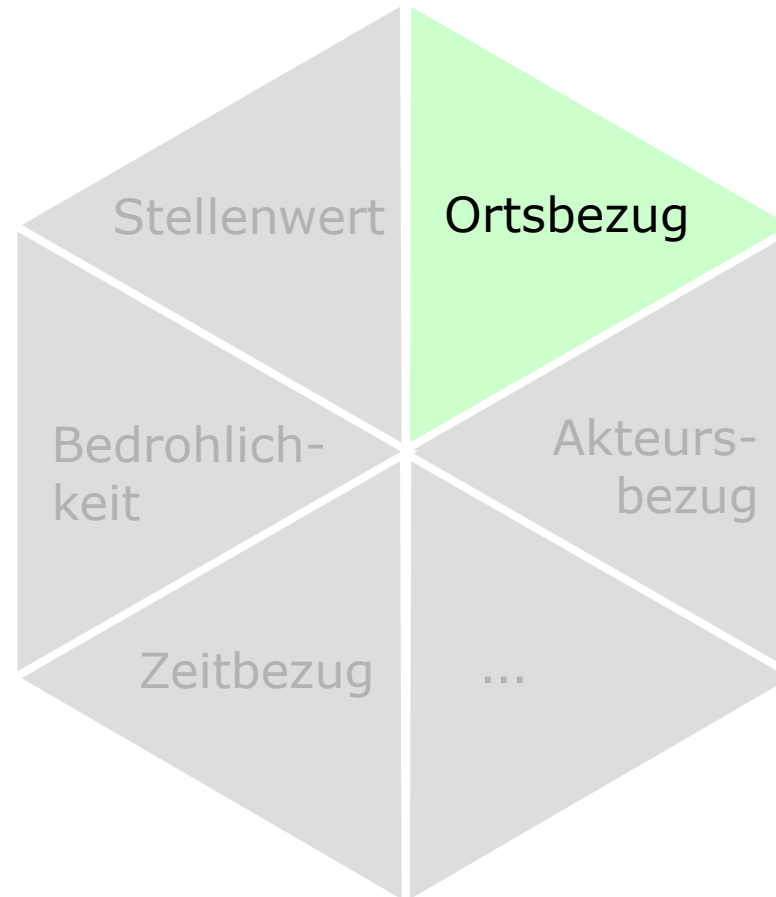 Stellenwert
Ortsbezug
Bedrohlich-
keit
Akteurs-
bezug
Zeitbezug
...